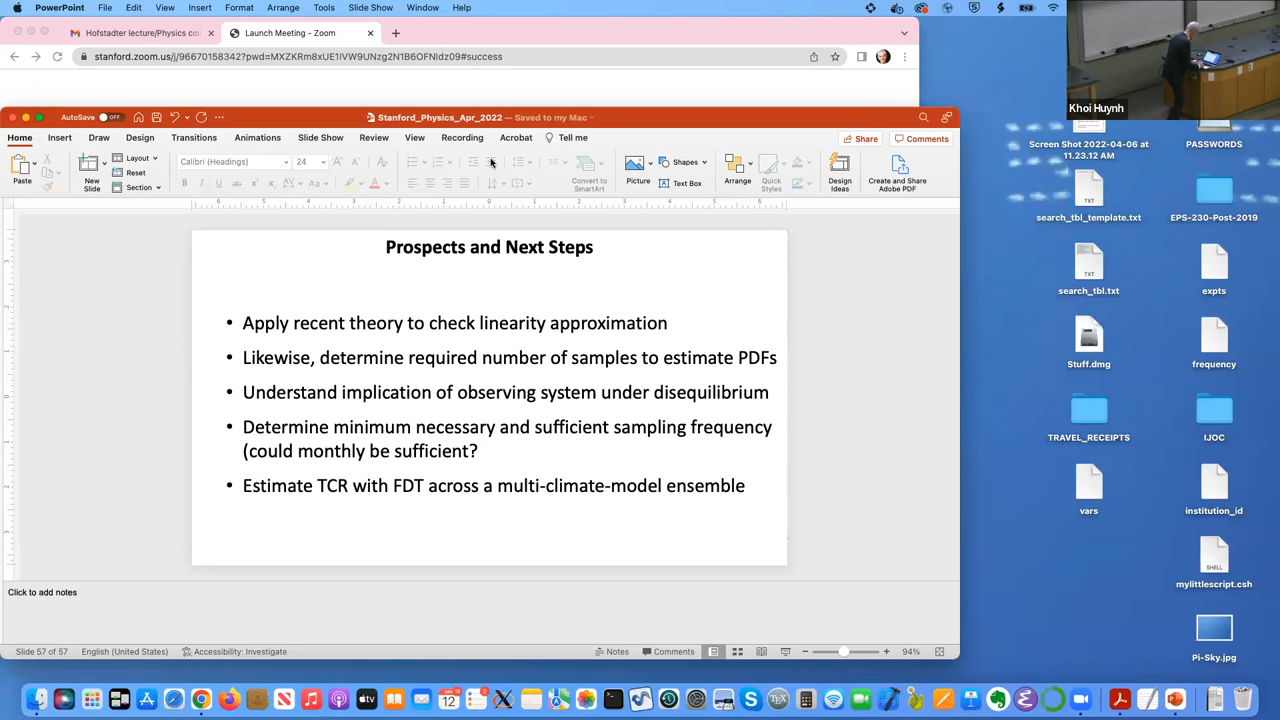 PowerPoint File Edit View Insert Format Arrange Tools Slide Show Window Help
Hofstadter lecture/Physics col
Launch Meeting - Zoom
stanford.zoom.us/j/96670158342?pwd=MXZKRm8xUE1lVW9UNzg2N1B6OFNIdz09#success
Khoi Huynh
AutoSave OFF
Stanford_Physics_Apr_2022 — Saved to my Mac
Home Insert Draw Design Transitions Animations Slide Show Review View Recording Acrobat Tell me
Share Comments
Paste
New
Slide
Layout
Reset
Section
Calibri (Headings) 24
Convert to
SmartArt
Picture
Shapes
Text Box
Arrange
Quick
Styles
Design
Ideas
Create and Share
Adobe PDF
Prospects and Next Steps
• Apply recent theory to check linearity approximation
• Likewise, determine required number of samples to estimate PDFs
• Understand implication of observing system under disequilibrium
• Determine minimum necessary and sufficient sampling frequency
(could monthly be sufficient?
• Estimate TCR with FDT across a multi-climate-model ensemble
Click to add notes
Slide 57 of 57 English (United States) Accessibility: Investigate Notes Comments 94%
Screen Shot 2022-04-06 at
11.23.12 AM
PASSWORDS
TXT
search_tbl_template.txt
EPS-230-Post-2019
TXT
search_tbl.txt
expts
Stuff.dmg
frequency
TRAVEL_RECEIPTS
IJOC
vars
institution_id
SHELL
mylittlescript.csh
Pi-Sky.jpg
12